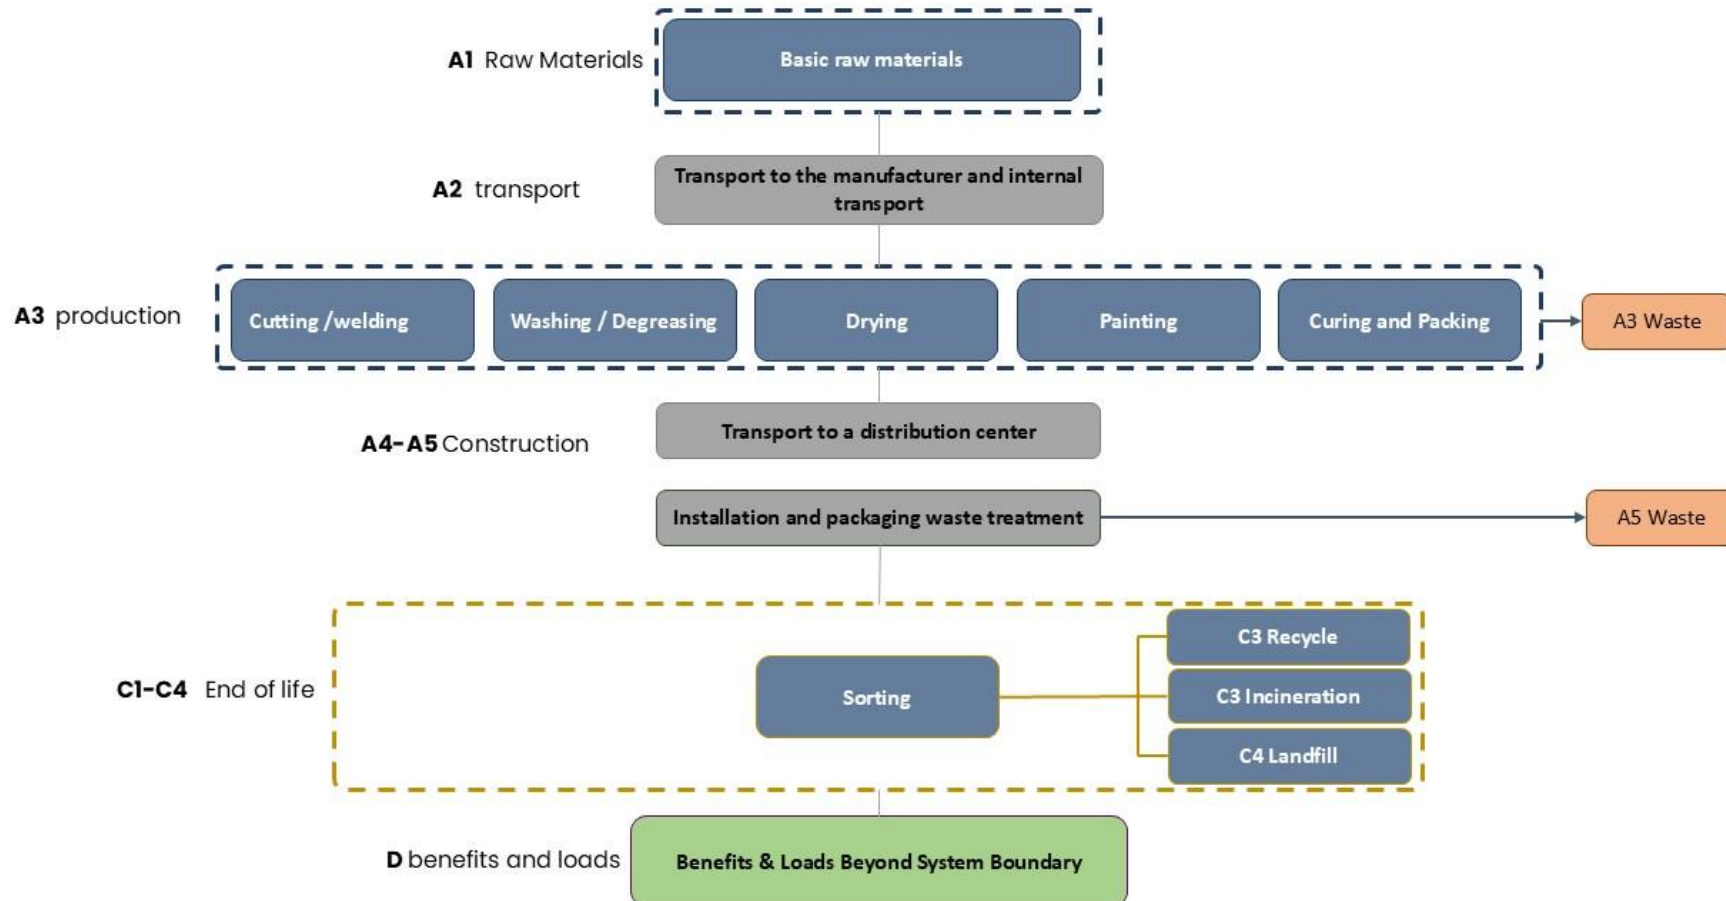 A1 Raw Materials
Basic raw materials
A2 transport
Transport to the manufacturer and internal
transport
A3 production
Cutting /welding
Washing / Degreasing
Drying
Painting
Curing and Packing
A3 Waste
A4-A5 Construction
Transport to a distribution center
Installation and packaging waste treatment
A5 Waste
C1-C4 End of life
Sorting
C3 Recycle
C3 Incineration
C4 Landfill
D benefits and loads
Benefits & Loads Beyond System Boundary